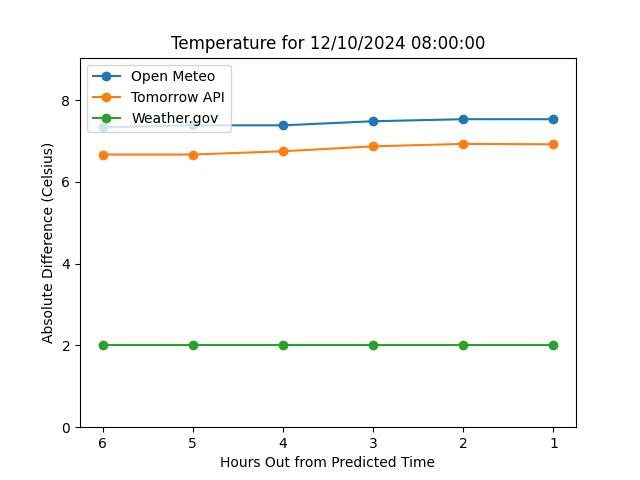 Temperature for 12/10/2024 08:00:00
Open Meteo
Tomorrow API
Weather.gov
Absolute Difference (Celsius)
8
6
4
2
0
6 5 4 3 2 1
Hours Out from Predicted Time